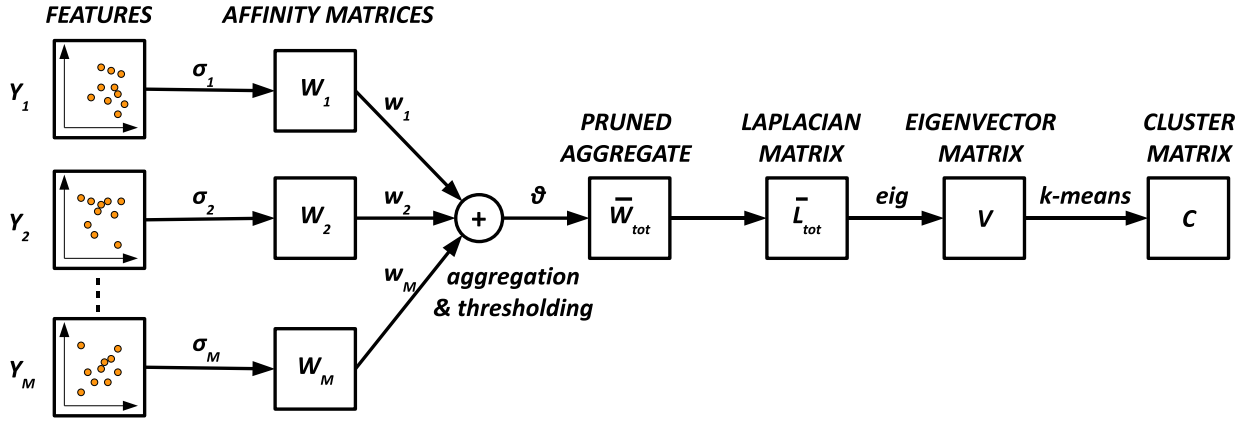 FEATURES
AFFINITY MATRICES
Y1
σ1
W1
w1
PRUNED
AGGREGATE
LAPLACIAN
MATRIX
EIGENVECTOR
MATRIX
CLUSTER
MATRIX
Y2
σ2
W2
w2
+
ϑ
W̅tot
L̅tot
eig
V
k-means
C
wM
aggregation
& thresholding
YM
σM
WM